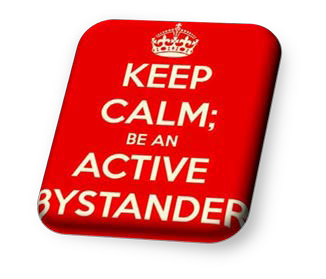 KEEP
CALM;
BE AN
ACTIVE
BYSTANDER